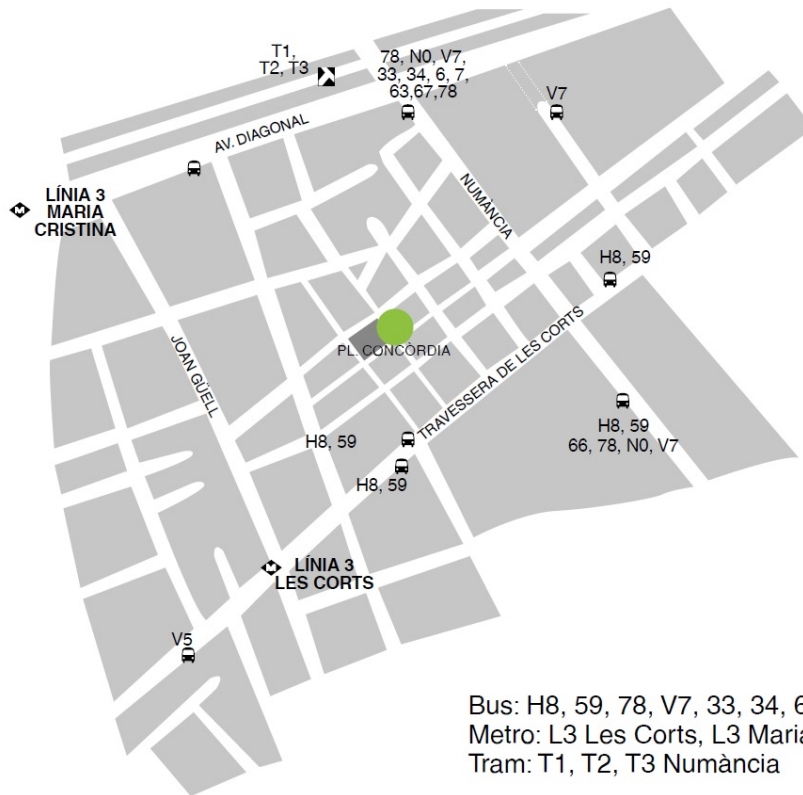 T1,
T2, T3
78, N0, V7,
33, 34, 6, 7,
63,67,78
V7
AV. DIAGONAL
LÍNIA 3
MARIA
CRISTINA
NUMÀNCIA
H8, 59
JOAN GÜELL
PL. CONCÒRDIA
TRAVESSERA DE LES CORTS
H8, 59
H8, 59
66, 78, N0, V7
H8, 59
LÍNIA 3
LES CORTS
V5
Bus: H8, 59, 78, V7, 33, 34, 6
Metro: L3 Les Corts, L3 Maria
Tram: T1, T2, T3 Numància